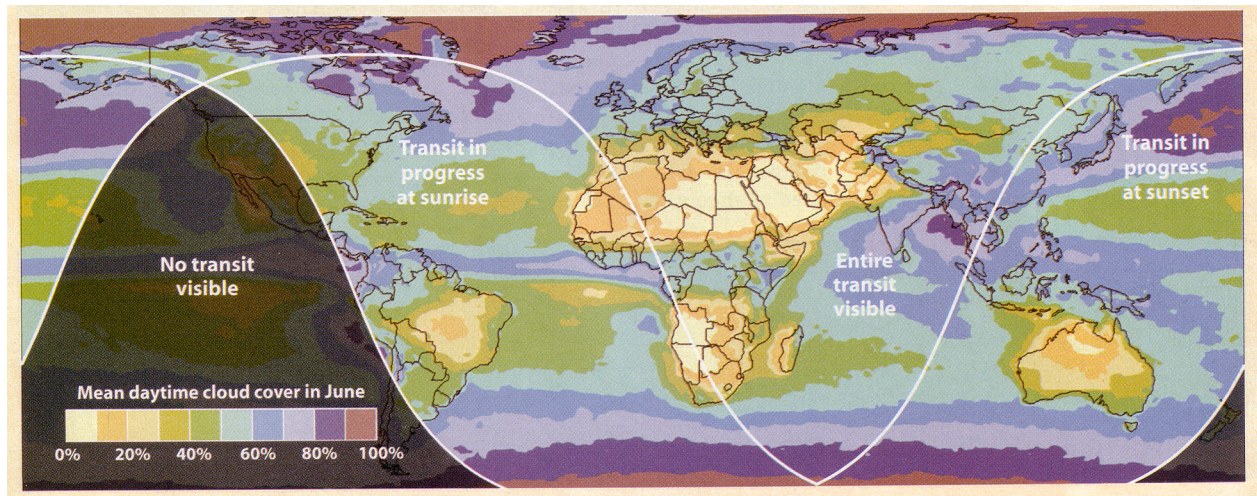 Transit in
progress
at sunrise
Transit in
progress
at sunset
No transit
visible
Entire
transit
visible
Mean daytime cloud cover in June
0% 20% 40% 60% 80% 100%